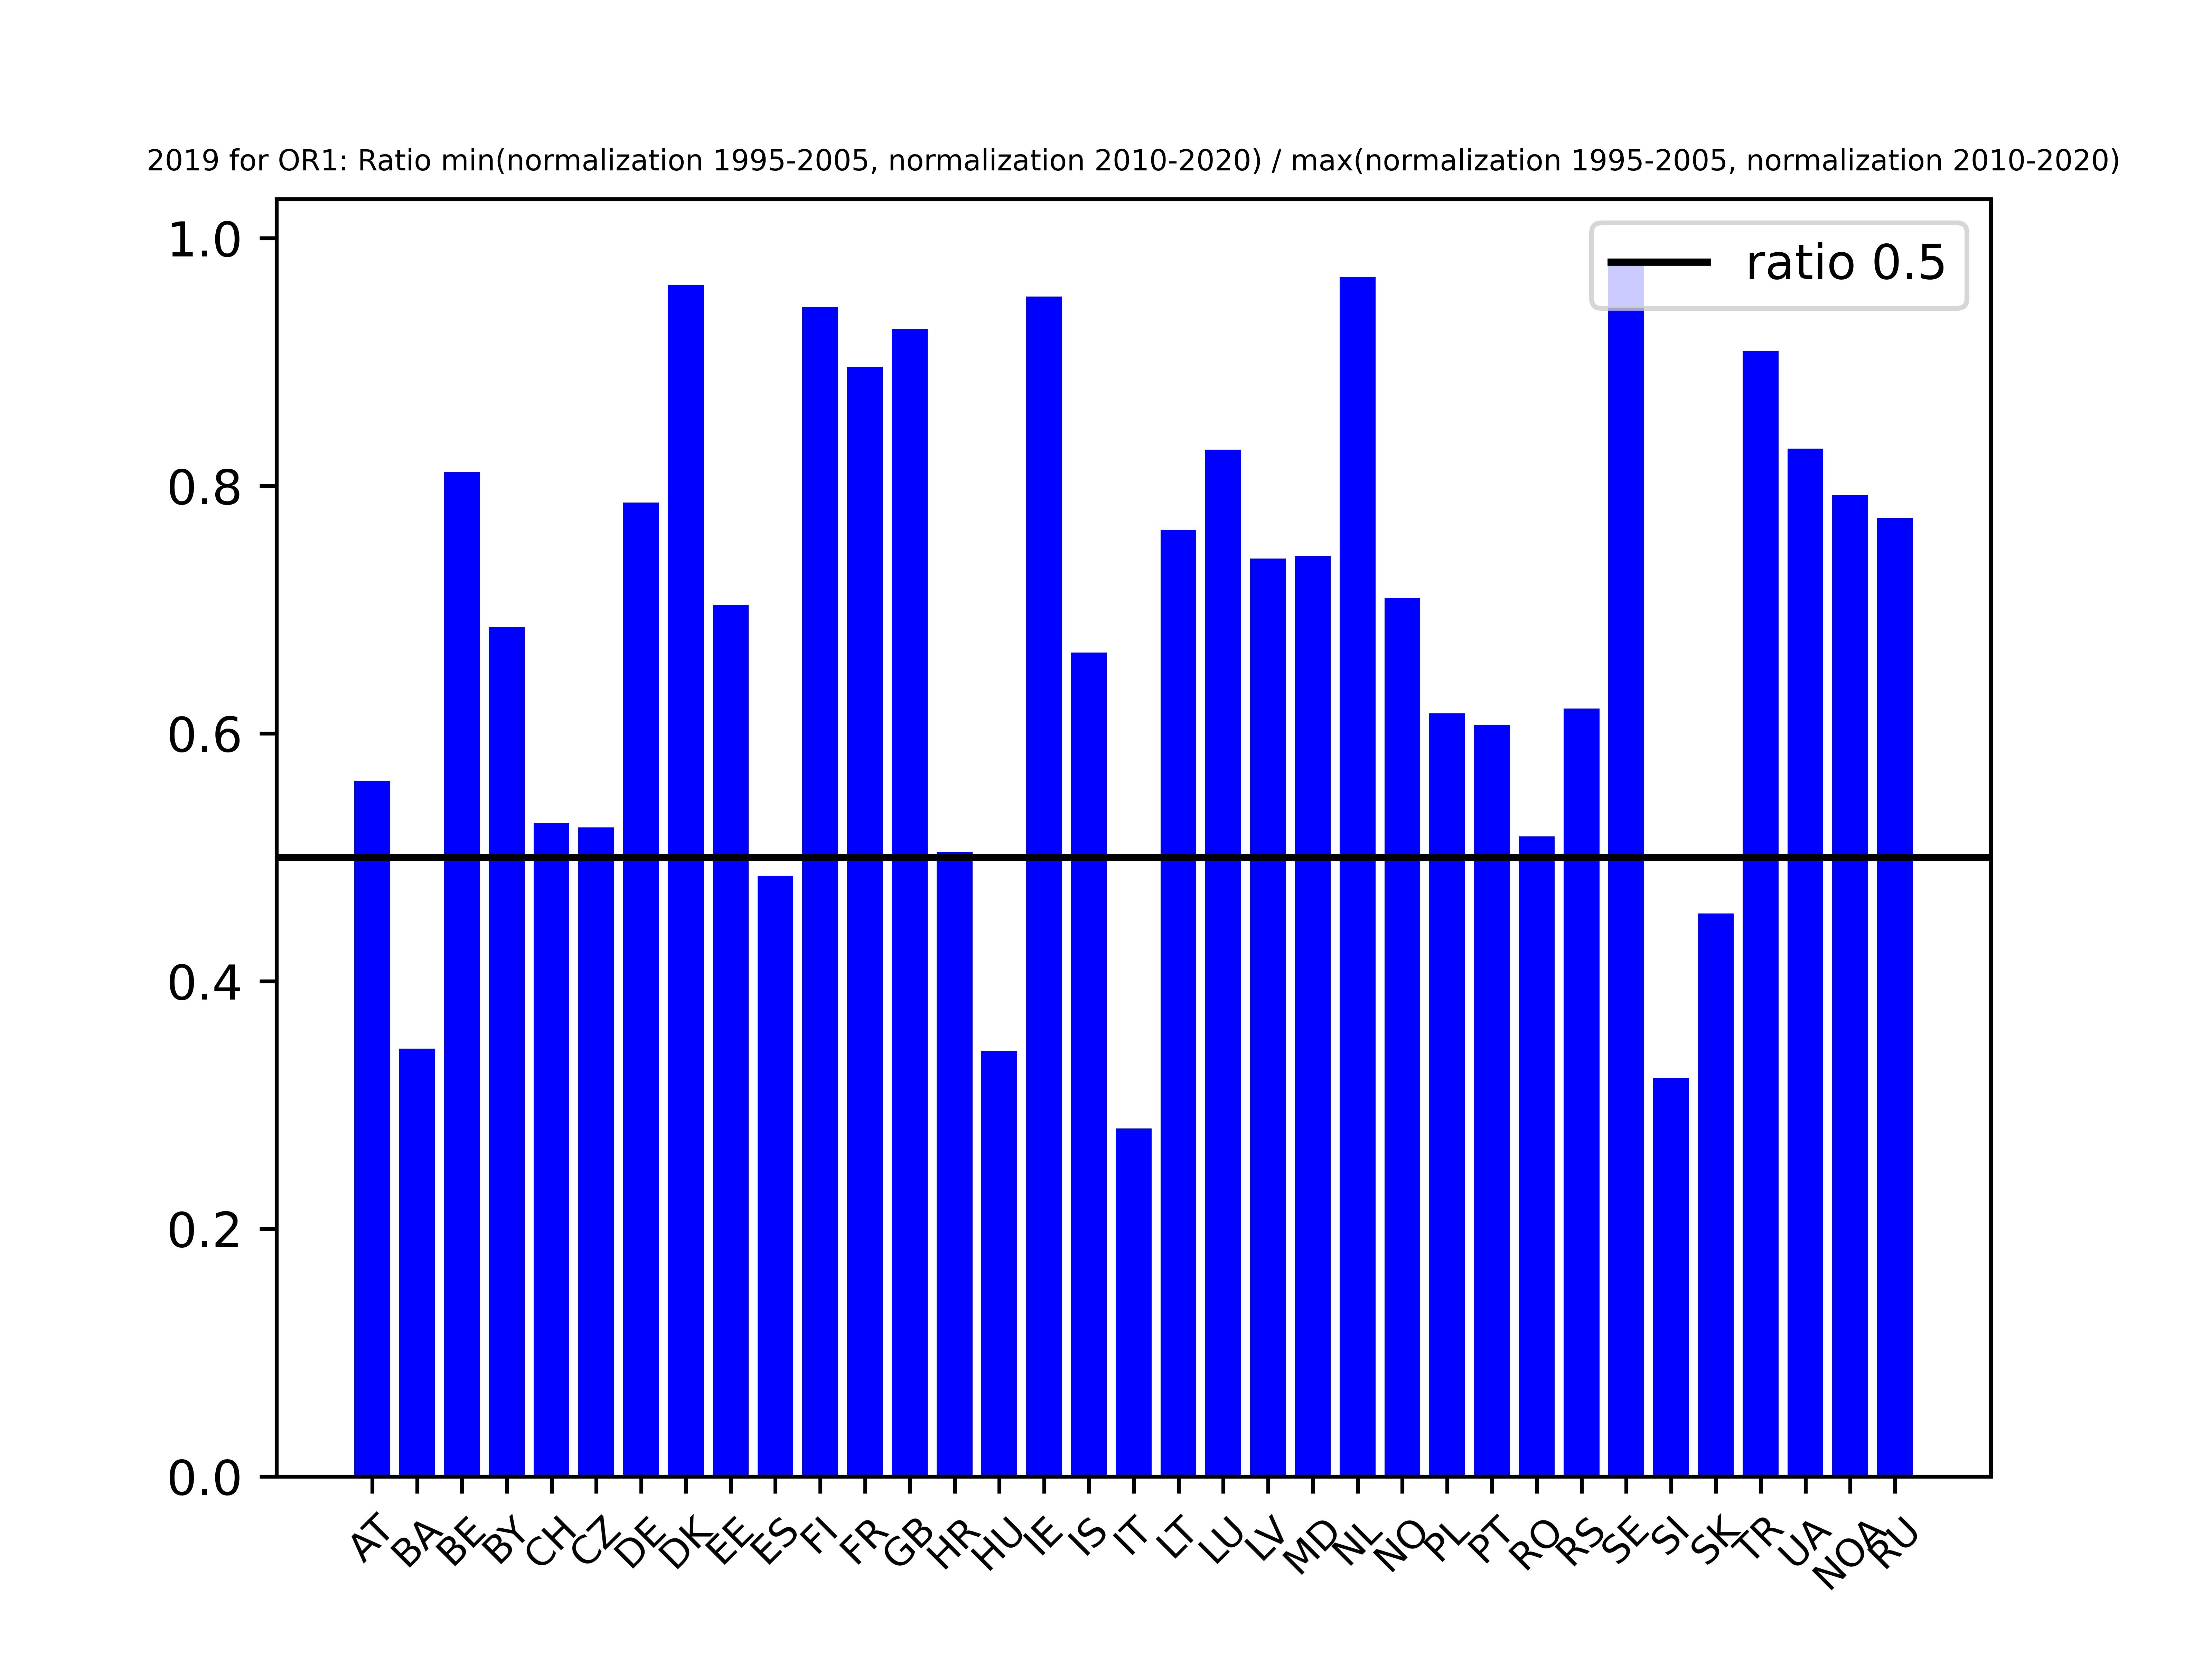 2019 for OR1: Ratio min(normalization 1995-2005, normalization 2010-2020) / max(normalization 1995-2005, normalization 2010-2020)
ratio 0.5
1.0
0.8
0.6
0.4
0.2
0.0
AT BA BE BY CH CZ DE DK EE ES FI FR GB HR HU IE IS IT LT LU LV MD NL NO PL PT RO RS SE SI SK TR UA NOA RU